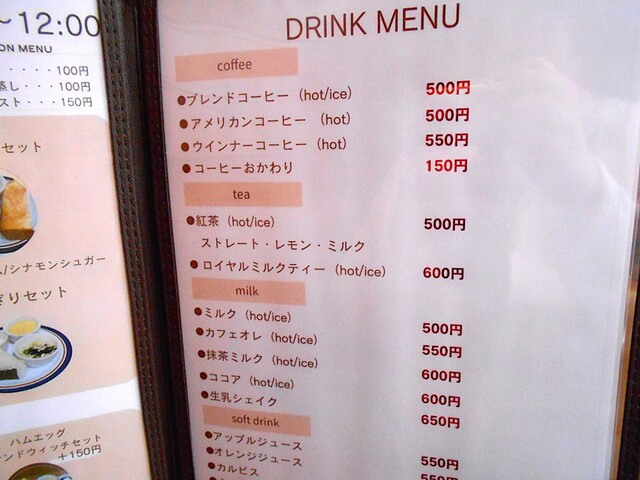 ~12:00
ON MENU
・・・・100円
蒸し・・・100円
スト・・・150円
セット
/シナモンシュガー
ぎりセット
ハムエッグ
ンドウィッチセット
+150円
DRINK MENU
coffee
●ブレンドコーヒー (hot/ice) 500円
●アメリカンコーヒー (hot) 500円
●ウインナーコーヒー (hot) 550円
●コーヒーおかわり 150円
tea
●紅茶 (hot/ice) 500円
ストレート・レモン・ミルク
●ロイヤルミルクティー (hot/ice) 600円
milk
●ミルク (hot/ice) 500円
●カフェオレ (hot/ice) 550円
●抹茶ミルク (hot/ice) 600円
●ココア (hot/ice) 600円
●生乳シェイク 650円
soft drink
●アップルジュース 550円
●オレンジジュース 550円
●カルピス